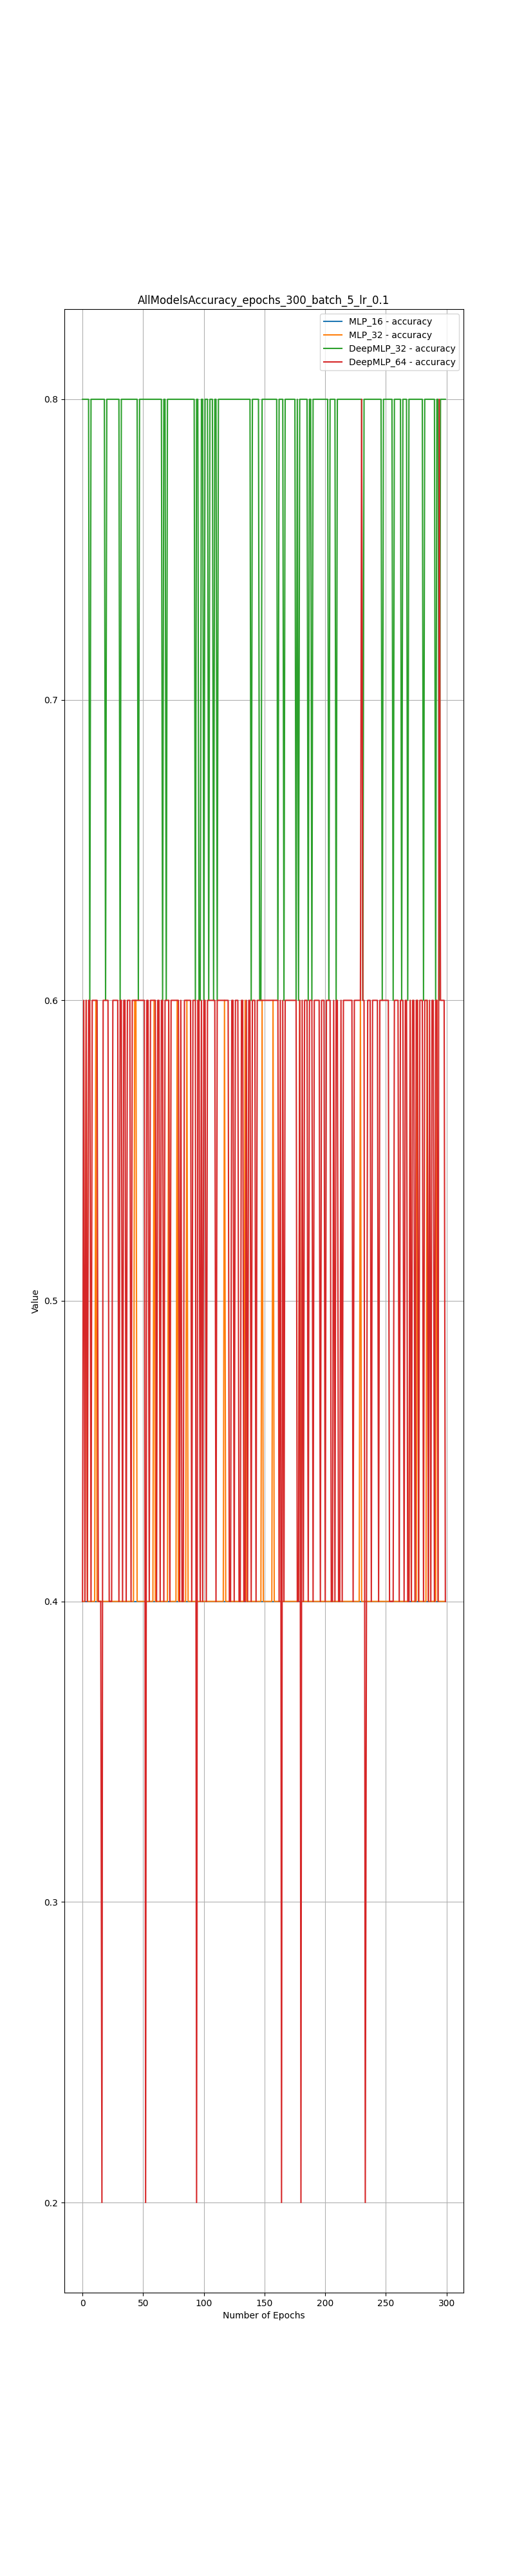 AllModelsAccuracy_epochs_300_batch_5_lr_0.1
MLP_16 - accuracy
MLP_32 - accuracy
DeepMLP_32 - accuracy
DeepMLP_64 - accuracy
0.8
0.7
0.6
0.5
Value
0.4
0.3
0.2
0 50 100 150 200 250 300
Number of Epochs